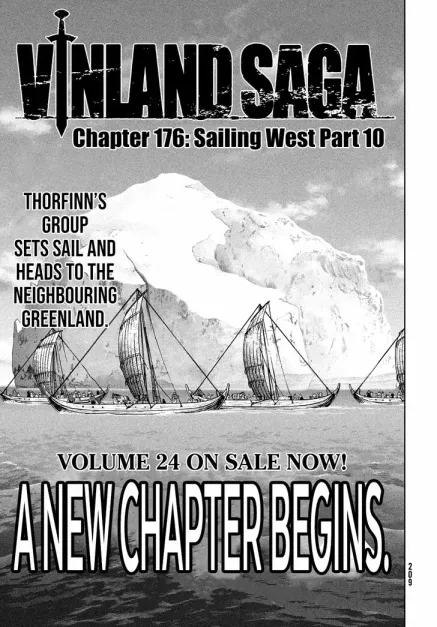 VINLAND SAGA
Chapter 176: Sailing West Part 10
THORFINN'S
GROUP
SETS SAIL AND
HEADS TO THE
NEIGHBOURING
GREENLAND.
VOLUME 24 ON SALE NOW!
A NEW CHAPTER BEGINS.
209